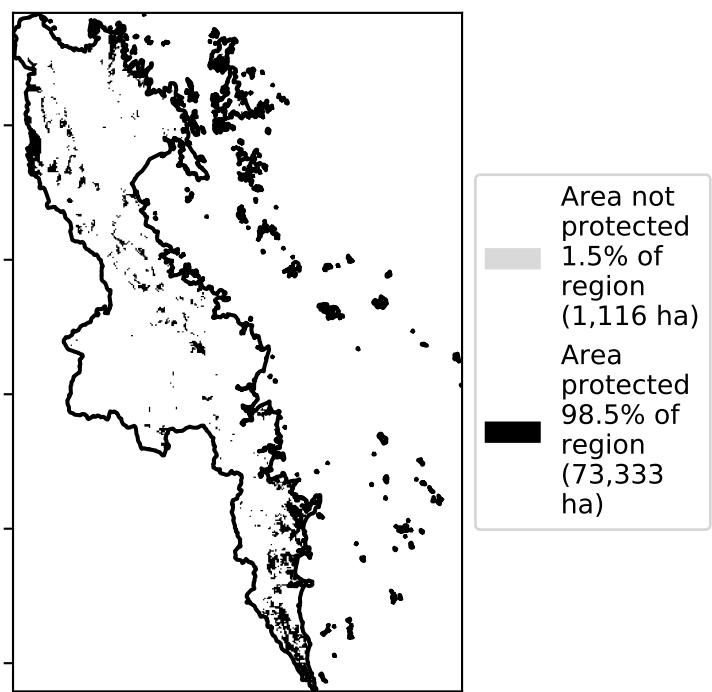 Area not
protected
1.5% of
region
(1,116 ha)
Area
protected
98.5% of
region
(73,333
ha)